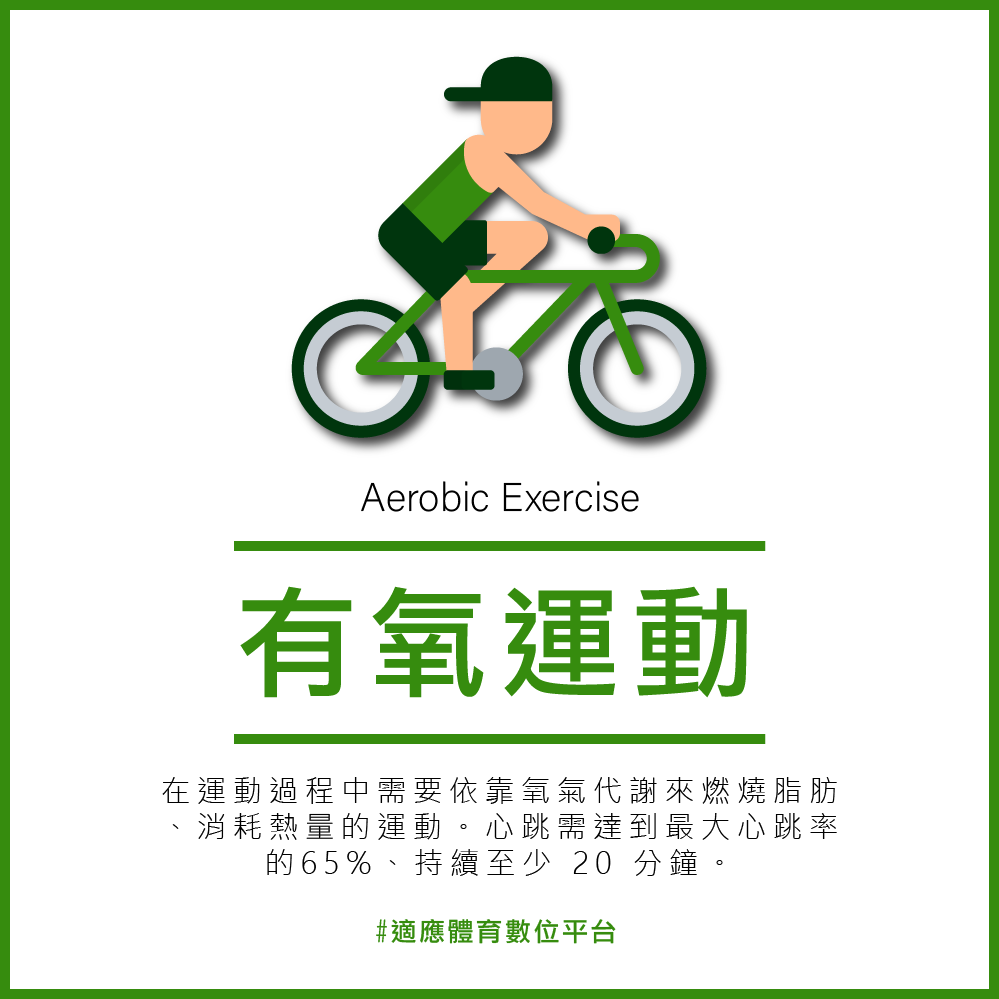 Aerobic Exercise
有氧運動
在運動過程中需要依靠氧氣代謝來燃燒脂肪
、消耗熱量的運動。心跳需達到最大心跳率
的65%、持續至少 20 分鐘。
#適應體育數位平台